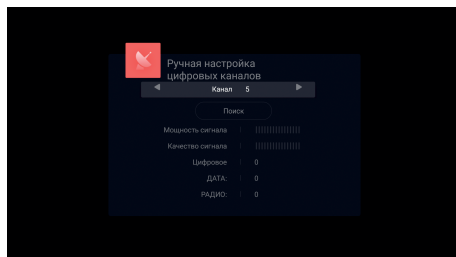 Ручная настройка
цифровых каналов
Канал 5
Поиск
Мощность сигнала
Качество сигнала
Цифровое 0
ДАТА: 0
РАДИО: 0